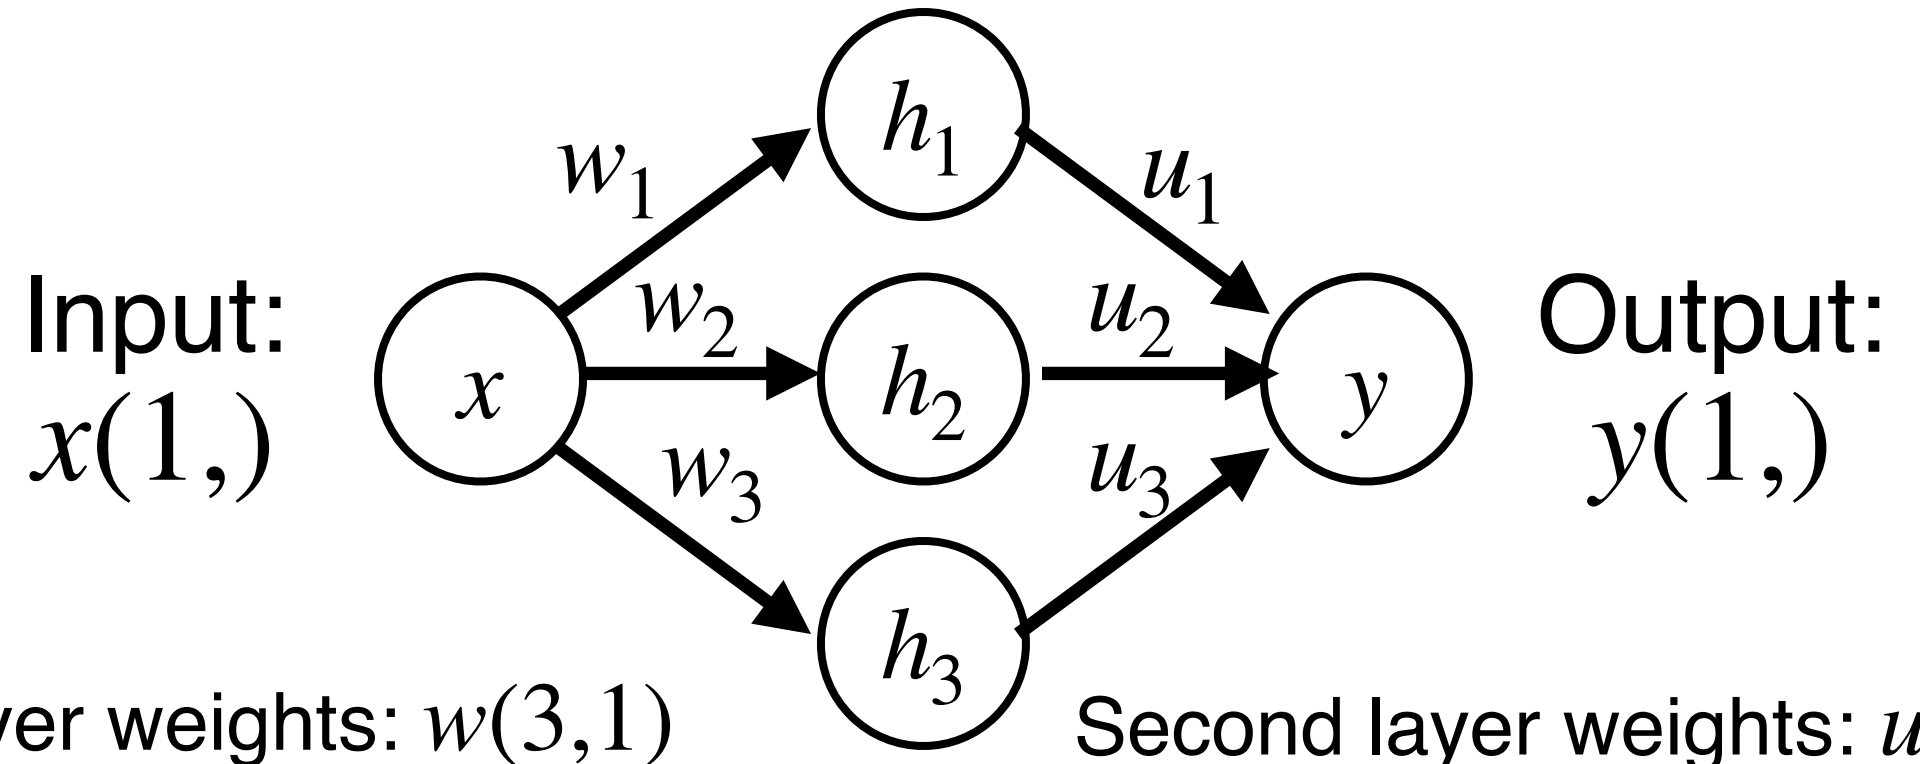 h₁
w₁
u₁
Input:
x(1,)
w₂
u₂
x
h₂
y
Output:
y(1,)
w₃
u₃
h₃
weights: w(3,1)
Second layer weights: u